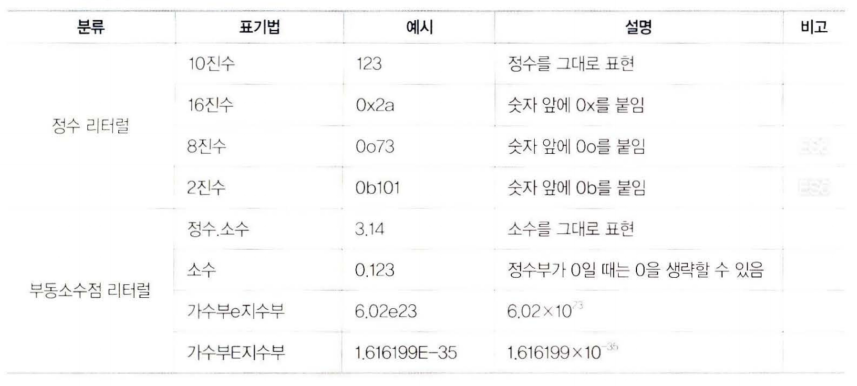 분류 표기법 예시 설명 비고
정수 리터럴
10진수 123 정수를 그대로 표현
16진수 0x2a 숫자 앞에 0x를 붙임
8진수 0o73 숫자 앞에 0o를 붙임
2진수 0b101 숫자 앞에 0b를 붙임
부동소수점 리터럴
정수.소수 3.14 소수를 그대로 표현
소수 0.123 정수부가 0일 때는 0을 생략할 수 있음
가수부e지수부 6.02e23 6.02×10²³
가수부E지수부 1.616199E-35 1.616199×10⁻³⁵